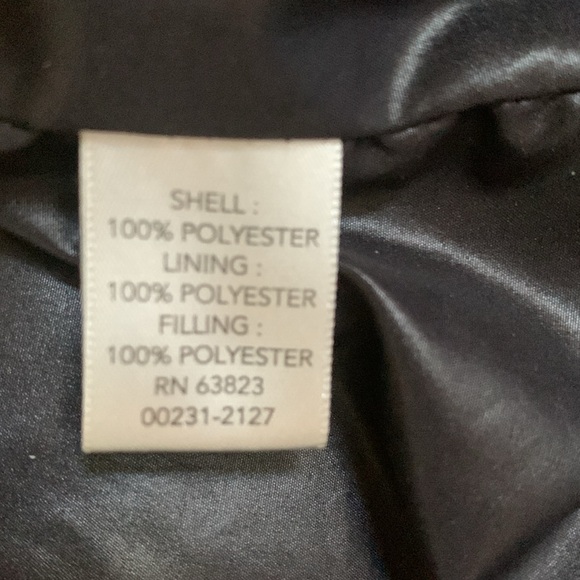 SHELL :
100% POLYESTER
LINING :
100% POLYESTER
FILLING :
100% POLYESTER
RN 63823
00231-2127